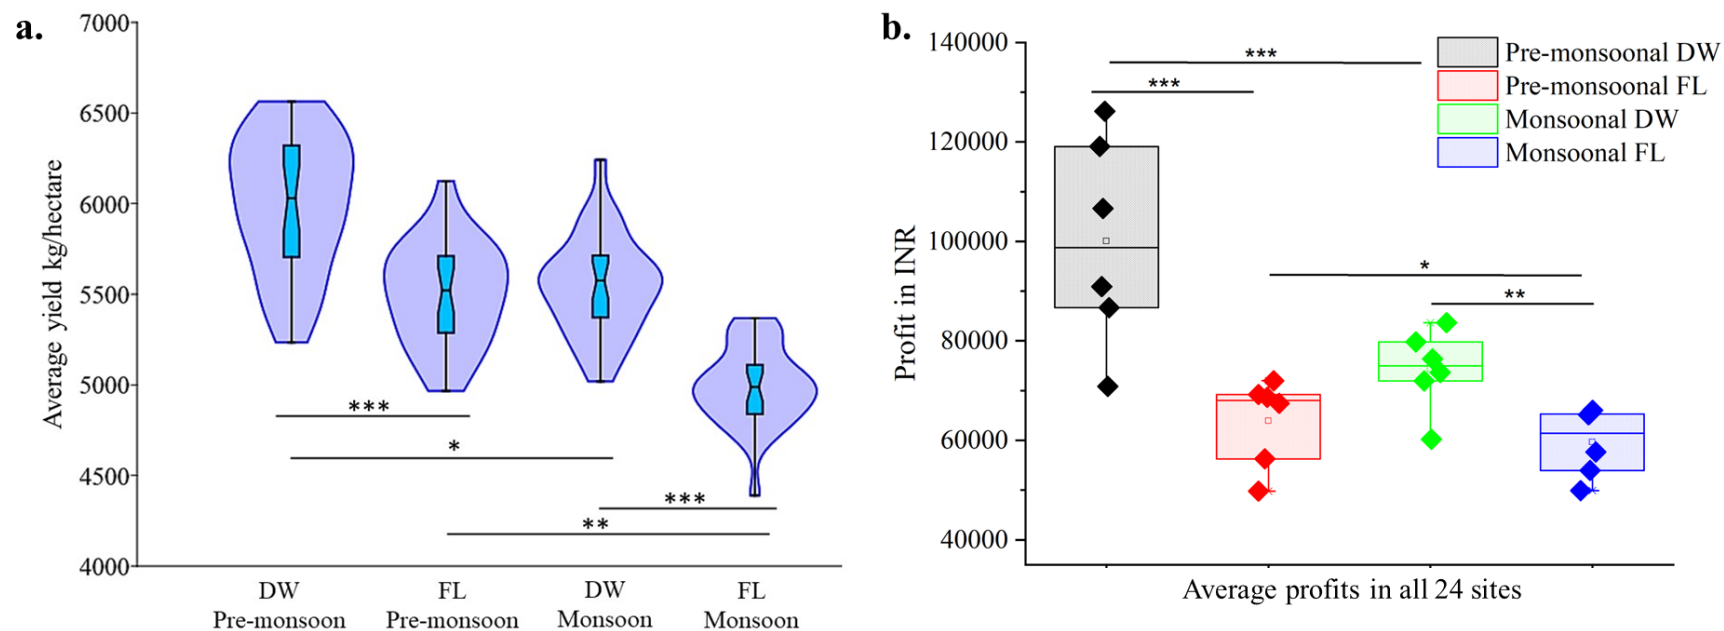 a.
7000
6500
6000
5500
5000
4500
4000
Average yield kg/hectare
***
*
***
**
DW
Pre-monsoon
FL
Pre-monsoon
DW
Monsoon
FL
Monsoon
b.
140000
120000
100000
80000
60000
40000
Profit in INR
***
***
*
**
Pre-monsoonal DW
Pre-monsoonal FL
Monsoonal DW
Monsoonal FL
Average profits in all 24 sites